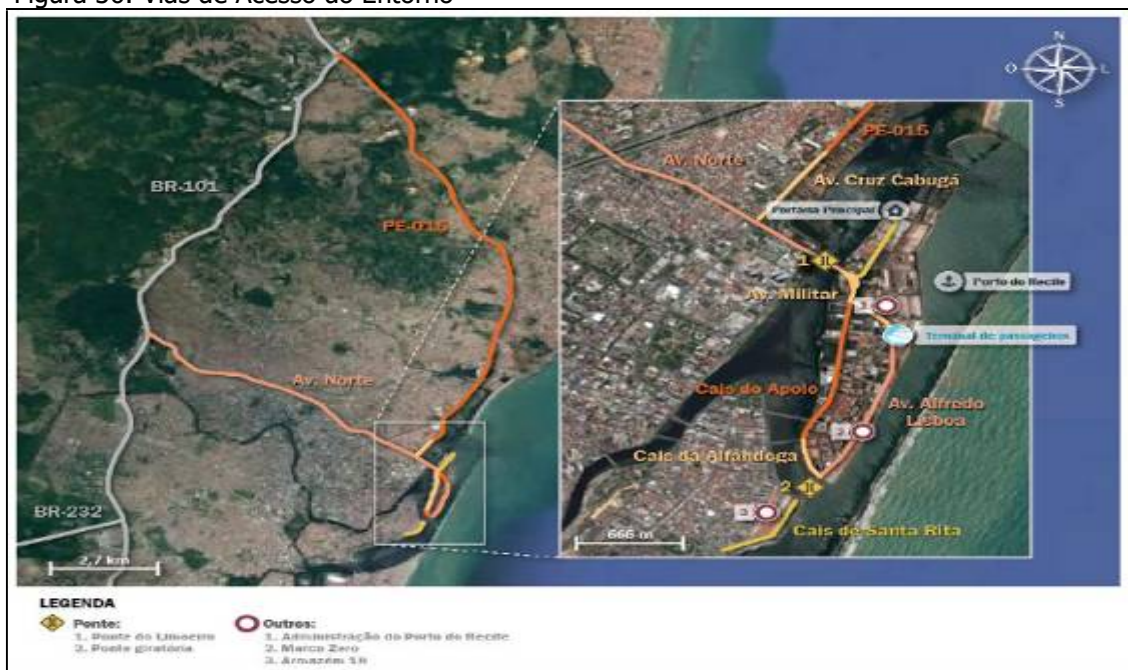 Figura 36: Vias de Acesso do Entorno
N
O
L
S
BR-101
PE-015
Av. Norte
BR-232
2,7 km
PE-015
Av. Norte
Av. Cruz Cabugá
Portaria Principal
1
Av. Militar
Porto do Recife
1
Terminal de passageiros
Cais do Apolo
Av. Alfredo
Lisboa
2
Cais da Alfândega
2
3
Cais de Santa Rita
666 m
LEGENDA
Ponte:
1. Ponte do Limoeiro
2. Ponte giratória
Outros:
1. Administração do Porto do Recife
2. Marco Zero
3. Armazém